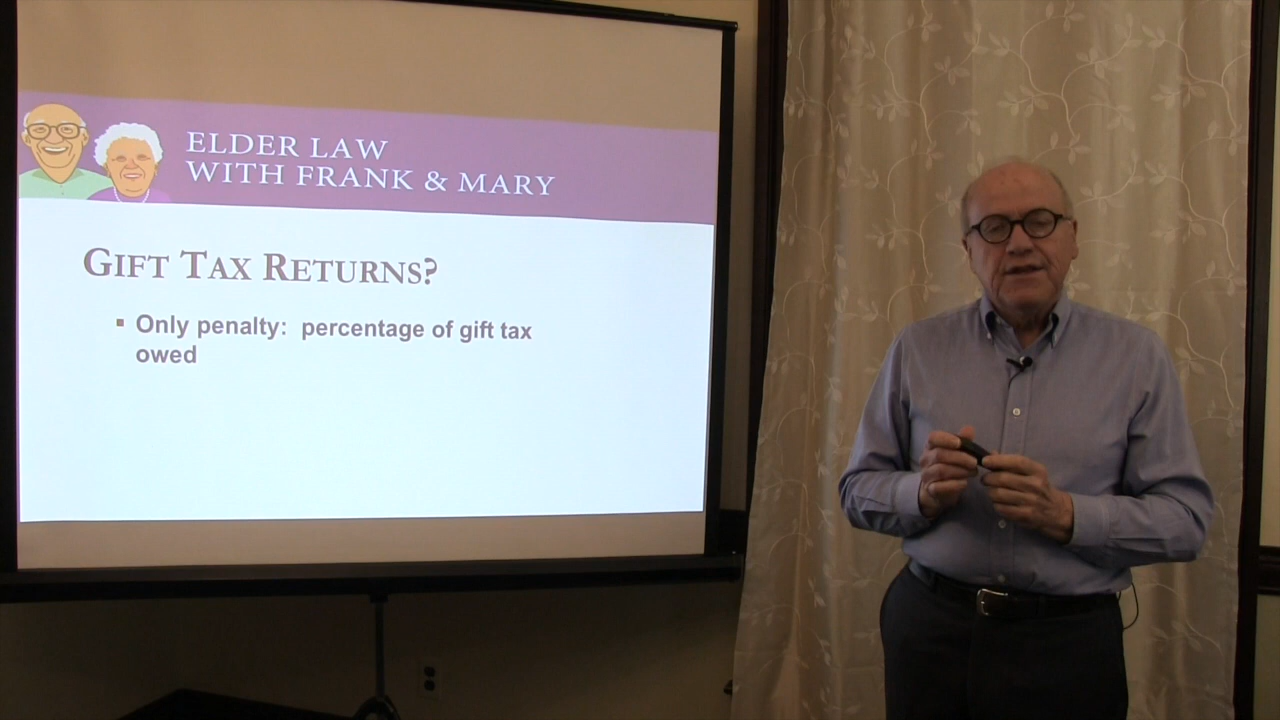 ELDER LAW
WITH FRANK & MARY
GIFT TAX RETURNS?
▪ Only penalty: percentage of gift tax
owed